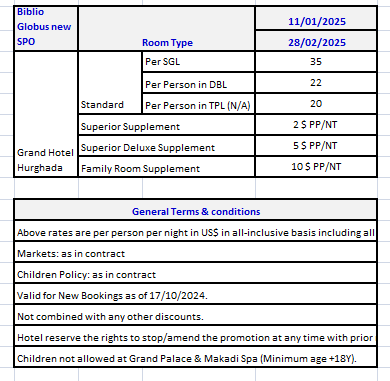 Biblio
Globus new
SPO
Room Type
11/01/2025
28/02/2025
Grand Hotel
Hurghada
Standard
Per SGL
35
Per Person in DBL
22
Per Person in TPL (N/A)
20
Superior Supplement
2 $ PP/NT
Superior Deluxe Supplement
5 $ PP/NT
Family Room Supplement
10 $ PP/NT
General Terms & conditions
Above rates are per person per night in US$ in all-inclusive basis including all
Markets: as in contract
Children Policy: as in contract
Valid for New Bookings as of 17/10/2024.
Not combined with any other discounts.
Hotel reserve the rights to stop/amend the promotion at any time with prior
Children not allowed at Grand Palace & Makadi Spa (Minimum age +18Y).